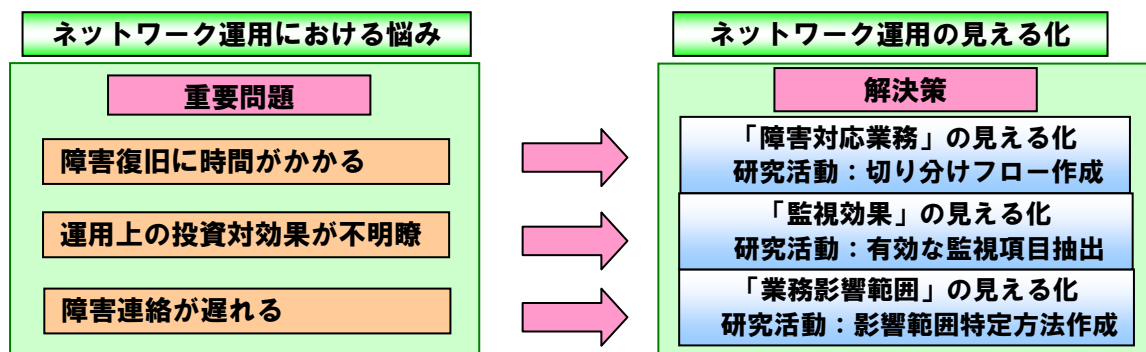 ネットワーク運用における悩み
重要問題
障害復旧に時間がかかる
運用上の投資対効果が不明瞭
障害連絡が遅れる
ネットワーク運用の見える化
解決策
「障害対応業務」の見える化
研究活動：切り分けフロー作成
「監視効果」の見える化
研究活動：有効な監視項目抽出
「業務影響範囲」の見える化
研究活動：影響範囲特定方法作成